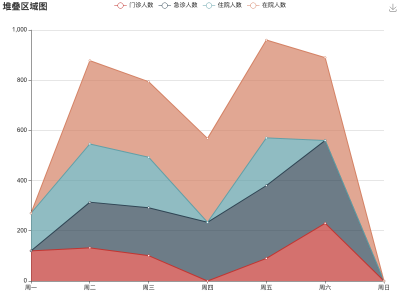 堆叠区域图
门诊人数 急诊人数 住院人数 在院人数
1,000
800
600
400
200
0
周一 周二 周三 周四 周五 周六 周日